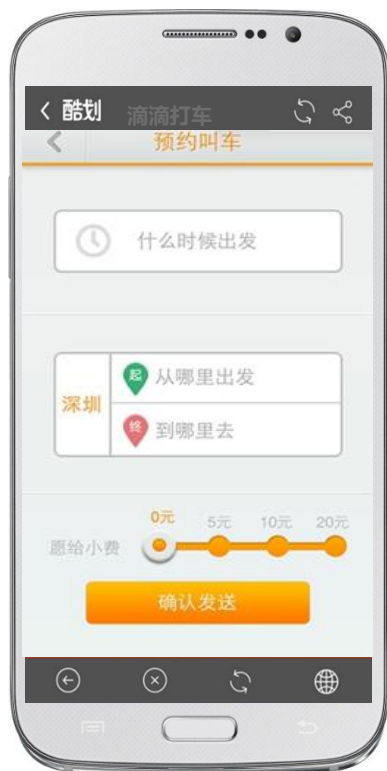 酷划 滴滴打车
预约叫车
什么时候出发
起 从哪里出发
深圳
终 到哪里去
0元 5元 10元 20元
愿给小费
确认发送